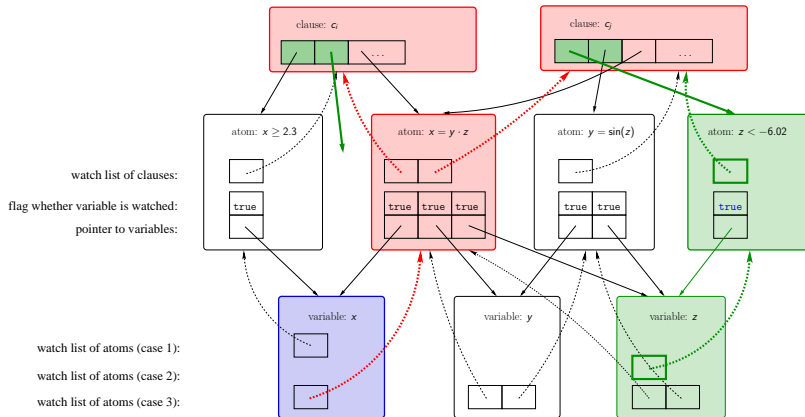 clause: cᵢ
clause: cⱼ
...
...
atom: x ≥ 2.3
atom: x = y · z
atom: y = sin(z)
atom: z < −6.02
watch list of clauses:
flag whether variable is watched:
true
true true true
true true
true
pointer to variables:
variable: x
variable: y
variable: z
watch list of atoms (case 1):
watch list of atoms (case 2):
watch list of atoms (case 3):